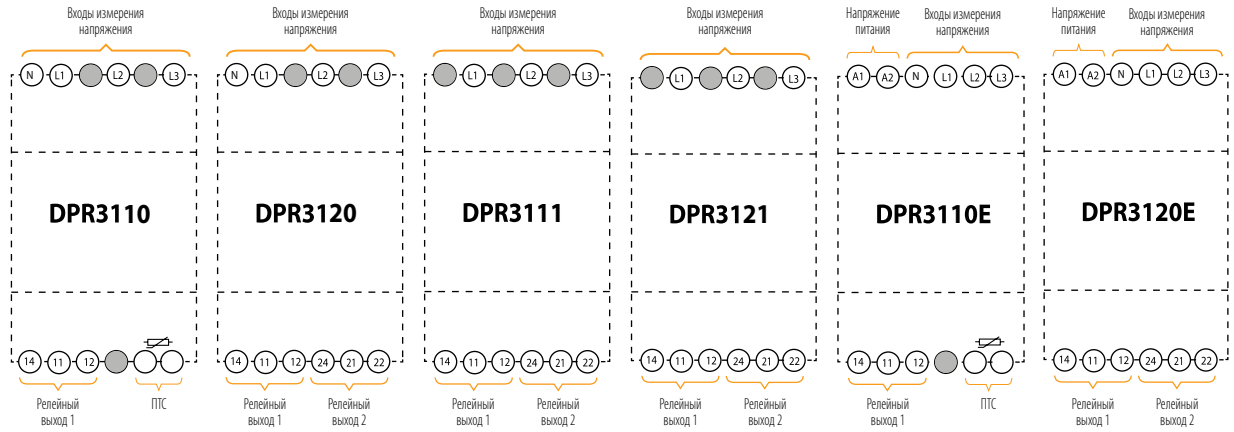 Входы измерения
напряжения
N L1 L2 L3
DPR3110
14 11 12
Релейный
выход 1
ПТС
Входы измерения
напряжения
N L1 L2 L3
DPR3120
14 11 12 24 21 22
Релейный
выход 1
Релейный
выход 2
Входы измерения
напряжения
L1 L2 L3
DPR3111
14 11 12 24 21 22
Релейный
выход 1
Релейный
выход 2
Входы измерения
напряжения
L1 L2 L3
DPR3121
14 11 12 24 21 22
Релейный
выход 1
Релейный
выход 2
Напряжение
питания
Входы измерения
напряжения
A1 A2 N L1 L2 L3
DPR3110E
14 11 12
Релейный
выход 1
ПТС
Напряжение
питания
Входы измерения
напряжения
A1 A2 N L1 L2 L3
DPR3120E
14 11 12 24 21 22
Релейный
выход 1
Релейный
выход 2